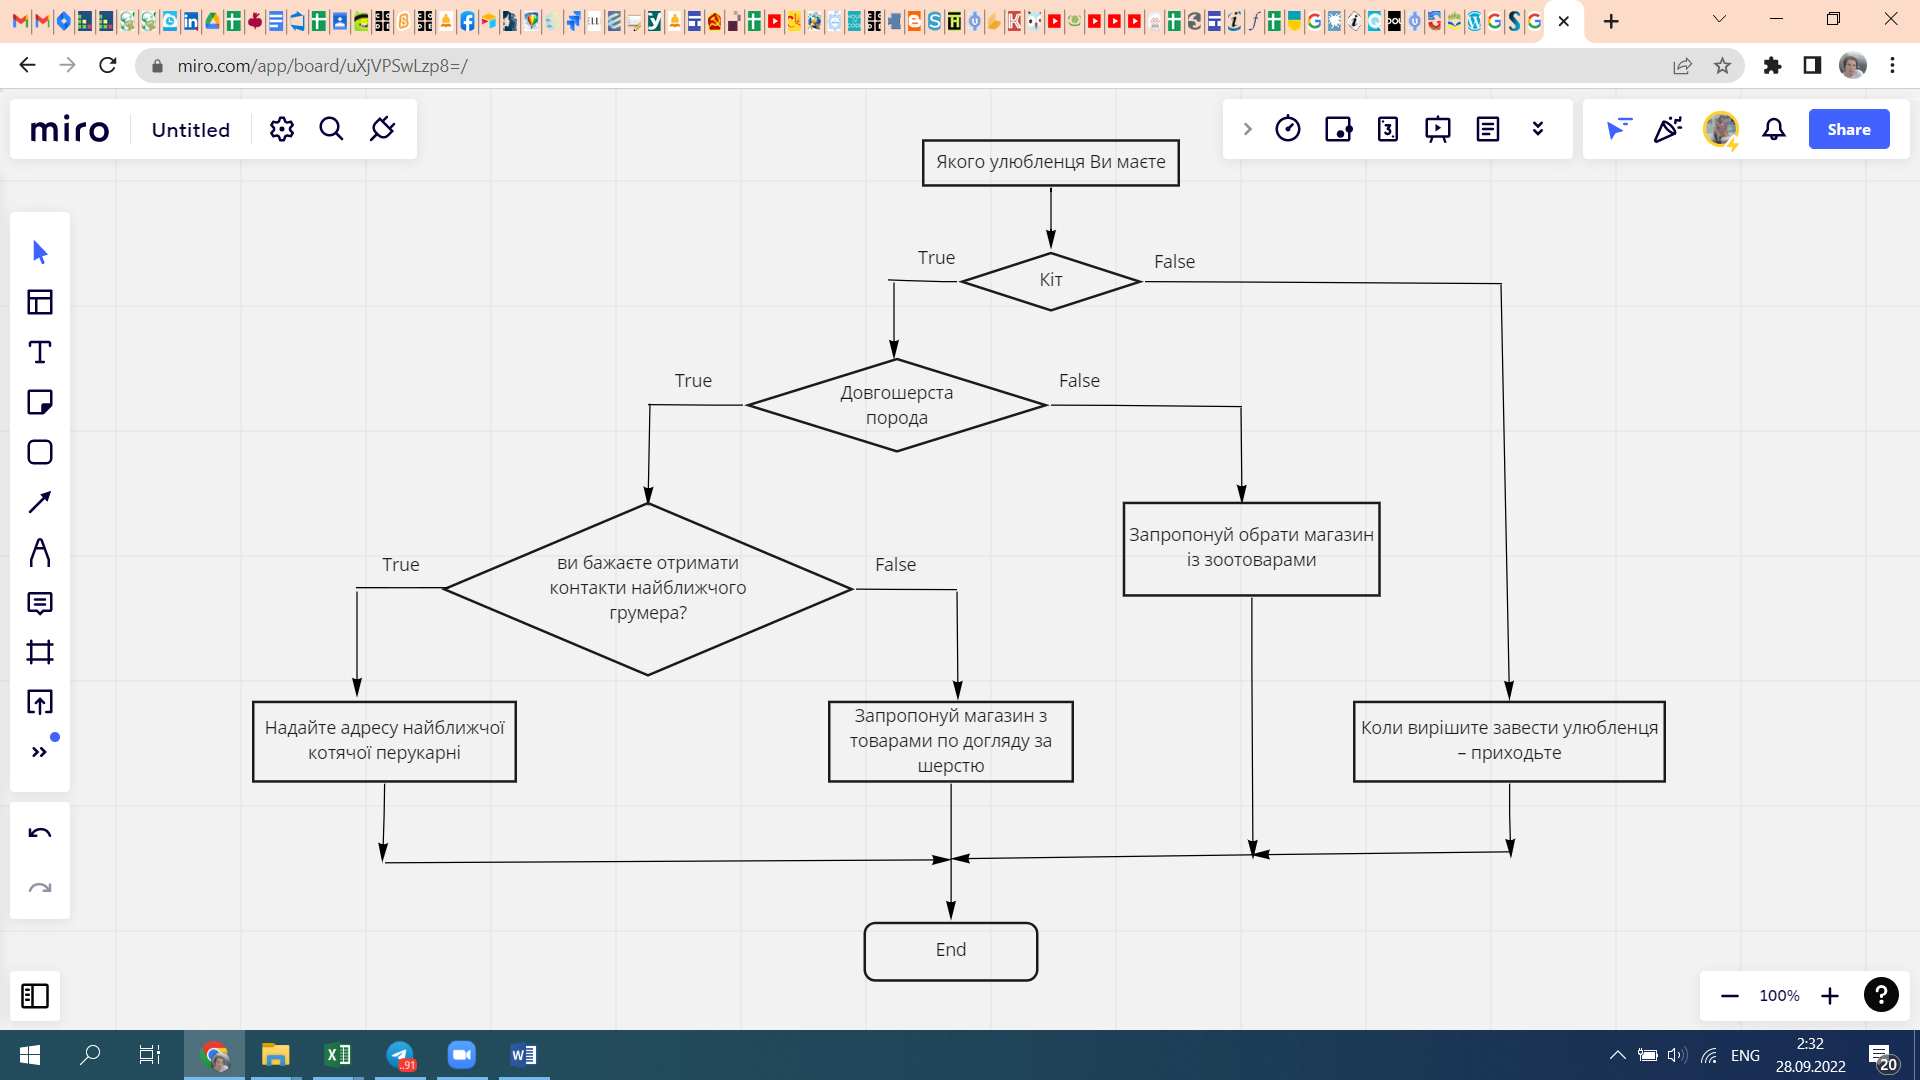 miro.com/app/board/uXjVPSwLzp8=/
miro
Untitled
3
Share
Якого улюбленця Ви маєте
True
Кіт
False
True
Довгошерста
порода
False
True
ви бажаєте отримати
контакти найближчого
грумера?
False
Запропонуй обрати магазин
із зоотоварами
Надайте адресу найближчої
котячої перукарні
Запропонуй магазин з
товарами по догляду за
шерстю
Коли вирішите завести улюбленця
– приходьте
End
100%
?
91
ENG
2:32
28.09.2022
20